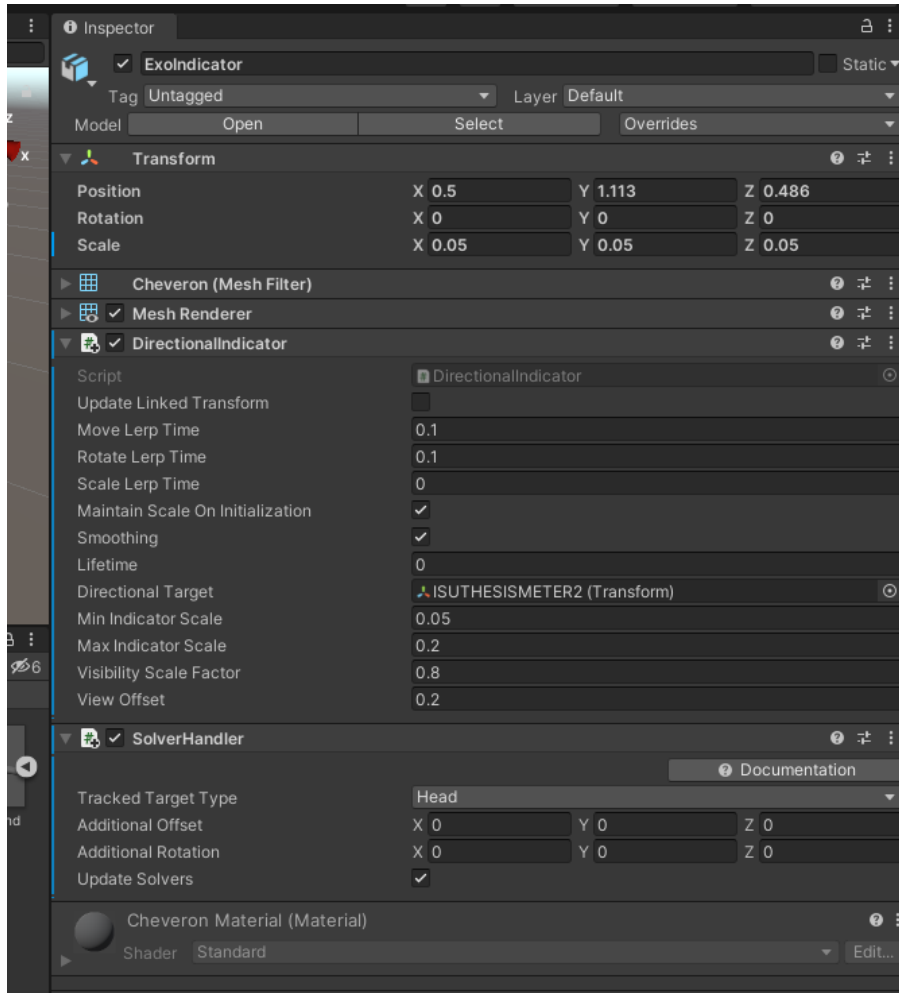 Inspector
ExoIndicator Static
Tag Untagged Layer Default
Model Open Select Overrides
Transform
Position X 0.5 Y 1.113 Z 0.486
Rotation X 0 Y 0 Z 0
Scale X 0.05 Y 0.05 Z 0.05
Cheveron (Mesh Filter)
Mesh Renderer
DirectionalIndicator
Script DirectionalIndicator
Update Linked Transform
Move Lerp Time 0.1
Rotate Lerp Time 0.1
Scale Lerp Time 0
Maintain Scale On Initialization
Smoothing
Lifetime 0
Directional Target ISUTHESISMETER2 (Transform)
Min Indicator Scale 0.05
Max Indicator Scale 0.2
Visibility Scale Factor 0.8
View Offset 0.2
SolverHandler
Documentation
Tracked Target Type Head
Additional Offset X 0 Y 0 Z 0
Additional Rotation X 0 Y 0 Z 0
Update Solvers
Cheveron Material (Material)
Shader Standard Edit...
z
x
6
nd